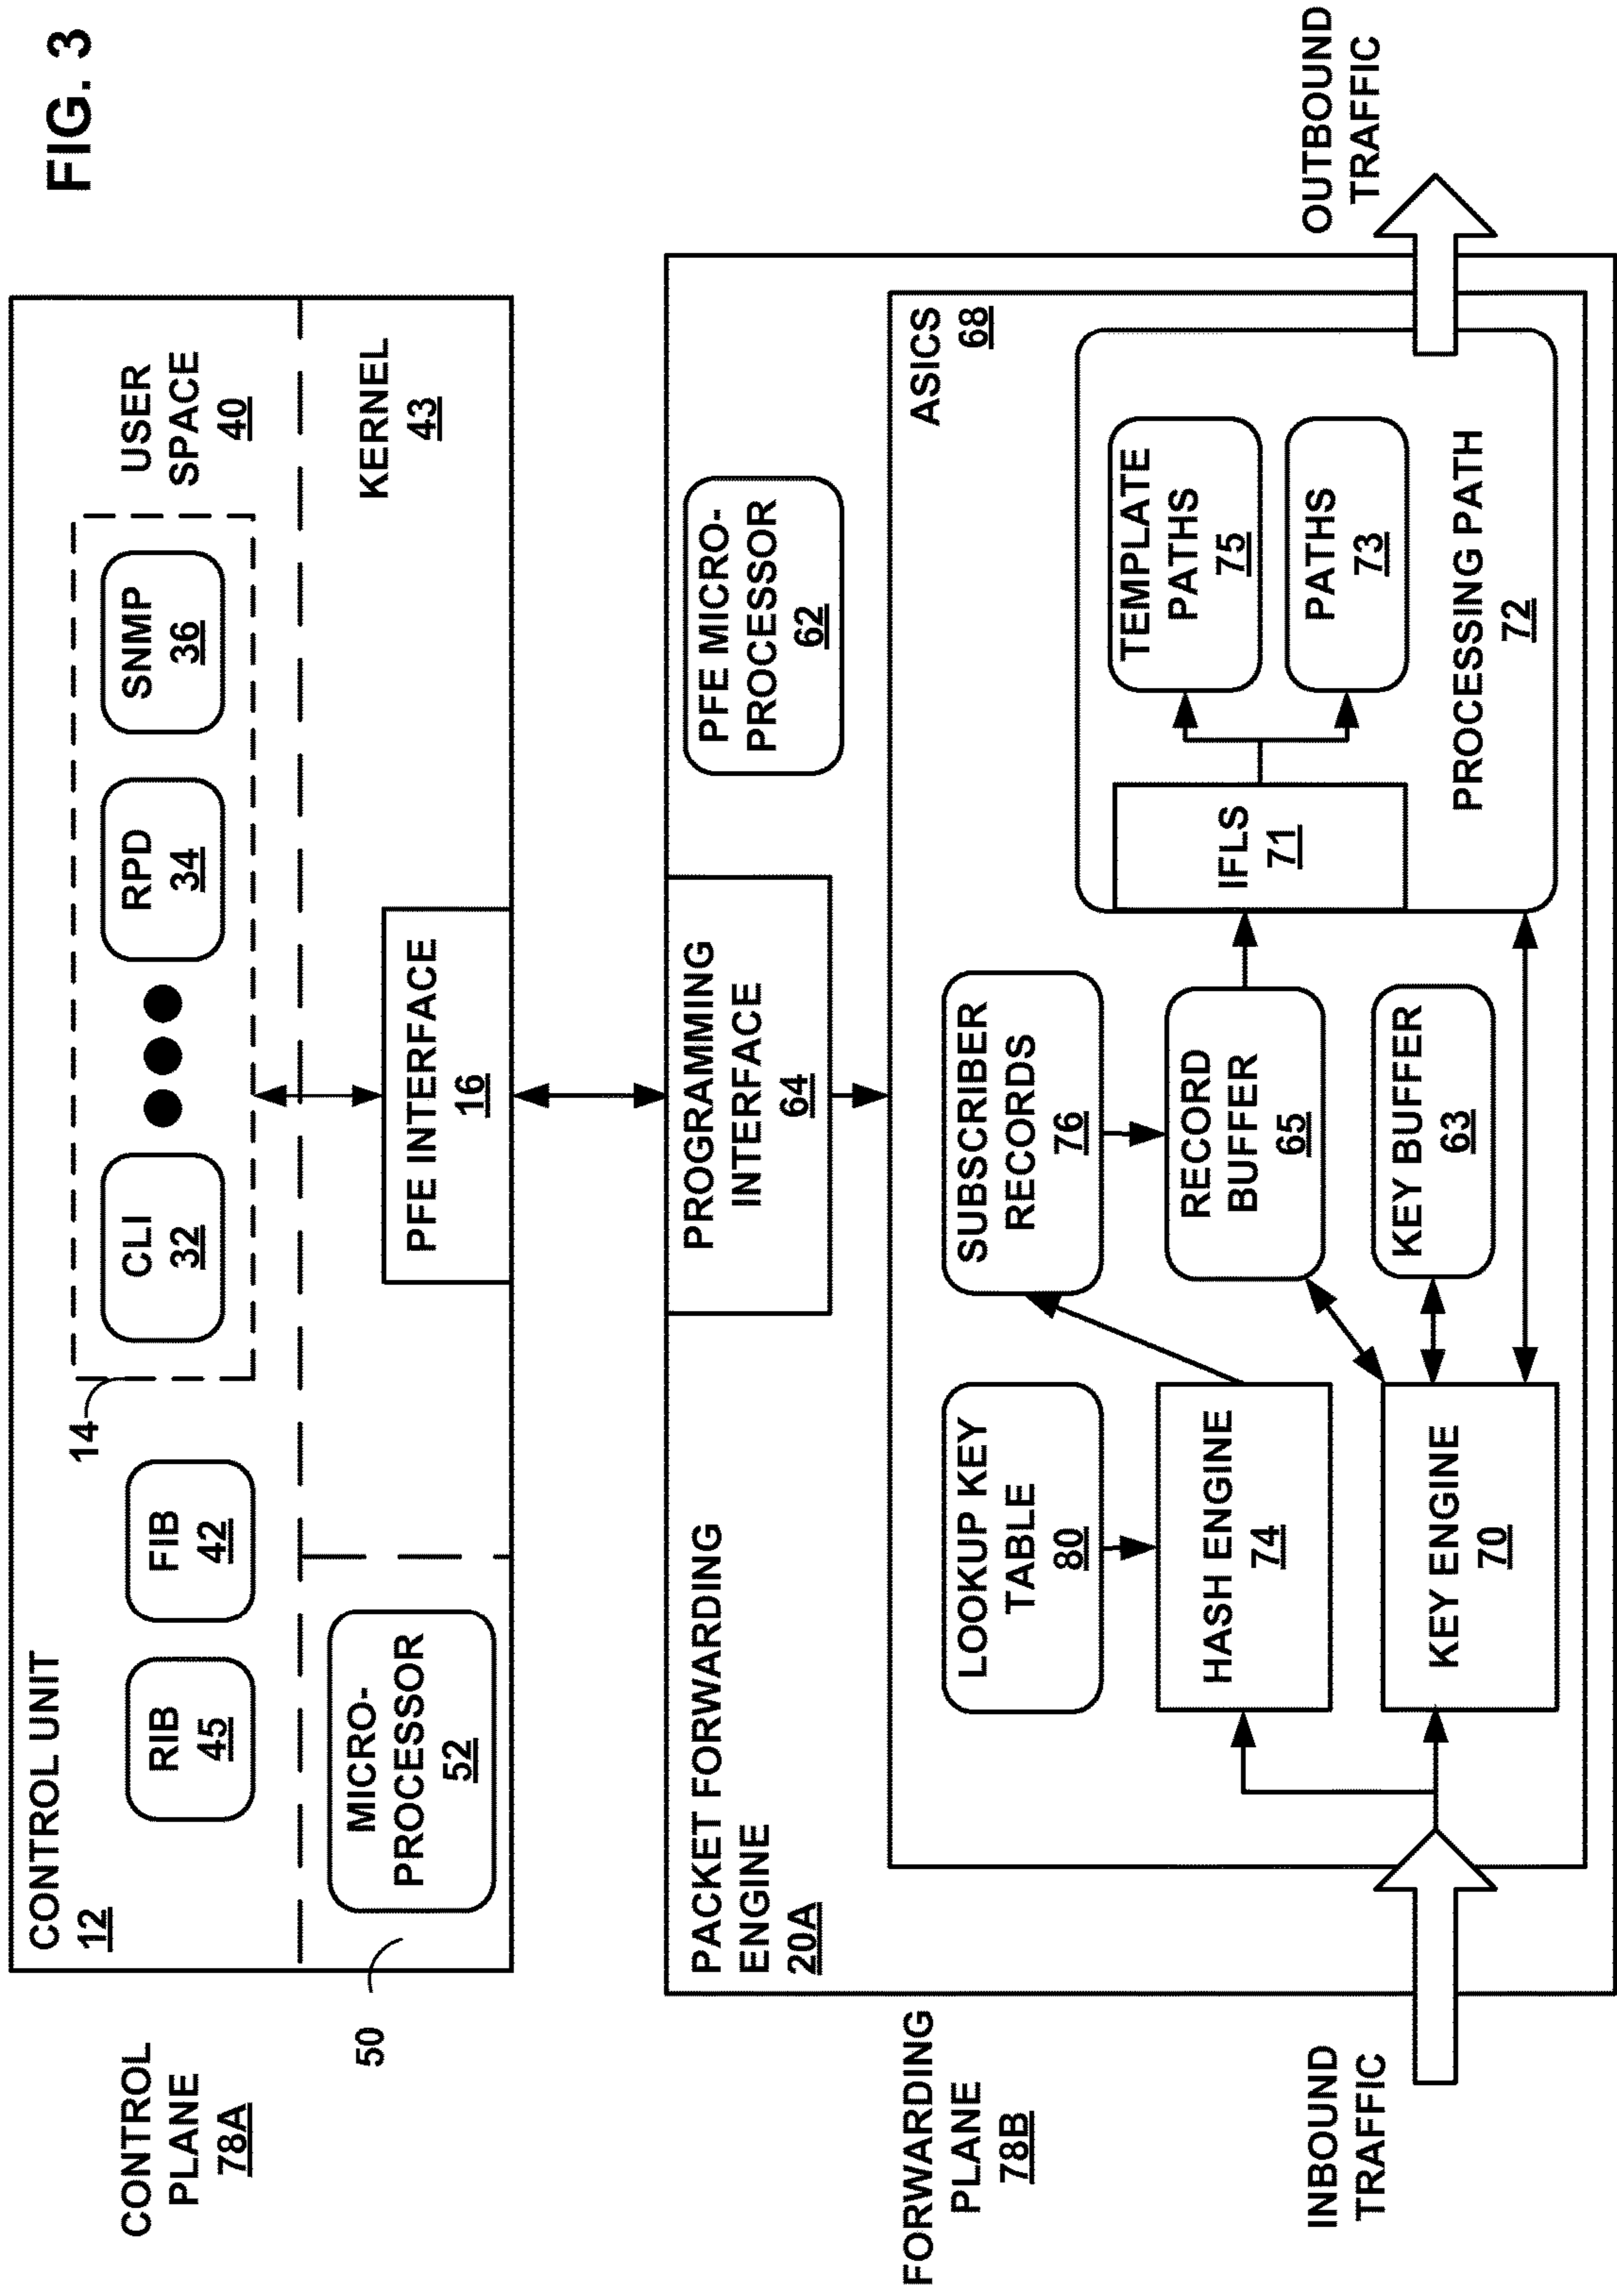 FIG. 3
CONTROL
PLANE
78A
CONTROL UNIT
12
RIB
45
FIB
42
14
CLI
32
RPD
34
SNMP
36
USER
SPACE
40
50
MICRO-
PROCESSOR
52
PFE INTERFACE
16
KERNEL
43
FORWARDING
PLANE
78B
PACKET FORWARDING
ENGINE
20A
PROGRAMMING
INTERFACE
64
PFE MICRO-
PROCESSOR
62
ASICS
68
LOOKUP KEY
TABLE
80
SUBSCRIBER
RECORDS
76
HASH ENGINE
74
RECORD
BUFFER
65
IFLS
71
TEMPLATE
PATHS
75
PATHS
73
KEY ENGINE
70
KEY BUFFER
63
PROCESSING PATH
72
INBOUND
TRAFFIC
OUTBOUND
TRAFFIC